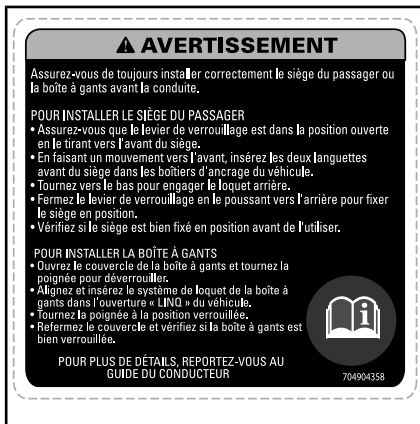 AVERTISSEMENT
Assurez-vous de toujours installer correctement le siège du passager ou
la boîte à gants avant la conduite.
POUR INSTALLER LE SIÈGE DU PASSAGER
• Assurez-vous que le levier de verrouillage est dans la position ouverte
en le tirant vers l'avant du siège.
• En faisant un mouvement vers l'avant, insérez les deux languettes
avant du siège dans les boîtiers d'ancrage du véhicule.
• Tournez vers le bas pour engager le loquet arrière.
• Fermez le levier de verrouillage en le poussant vers l'arrière pour fixer
le siège en position.
• Vérifiez si le siège est bien fixé en position avant de l'utiliser.
POUR INSTALLER LA BOÎTE À GANTS
• Ouvrez le couvercle de la boîte à gants et tournez la
poignée pour déverrouiller.
• Alignez et insérez le système de loquet de la boîte à
gants dans l'ouverture « LINQ » du véhicule.
• Tournez la poignée à la position verrouillée.
• Refermez le couvercle et vérifiez si la boîte à gants est
bien verrouillée.
POUR PLUS DE DÉTAILS, REPORTEZ-VOUS AU
GUIDE DU CONDUCTEUR
704904358